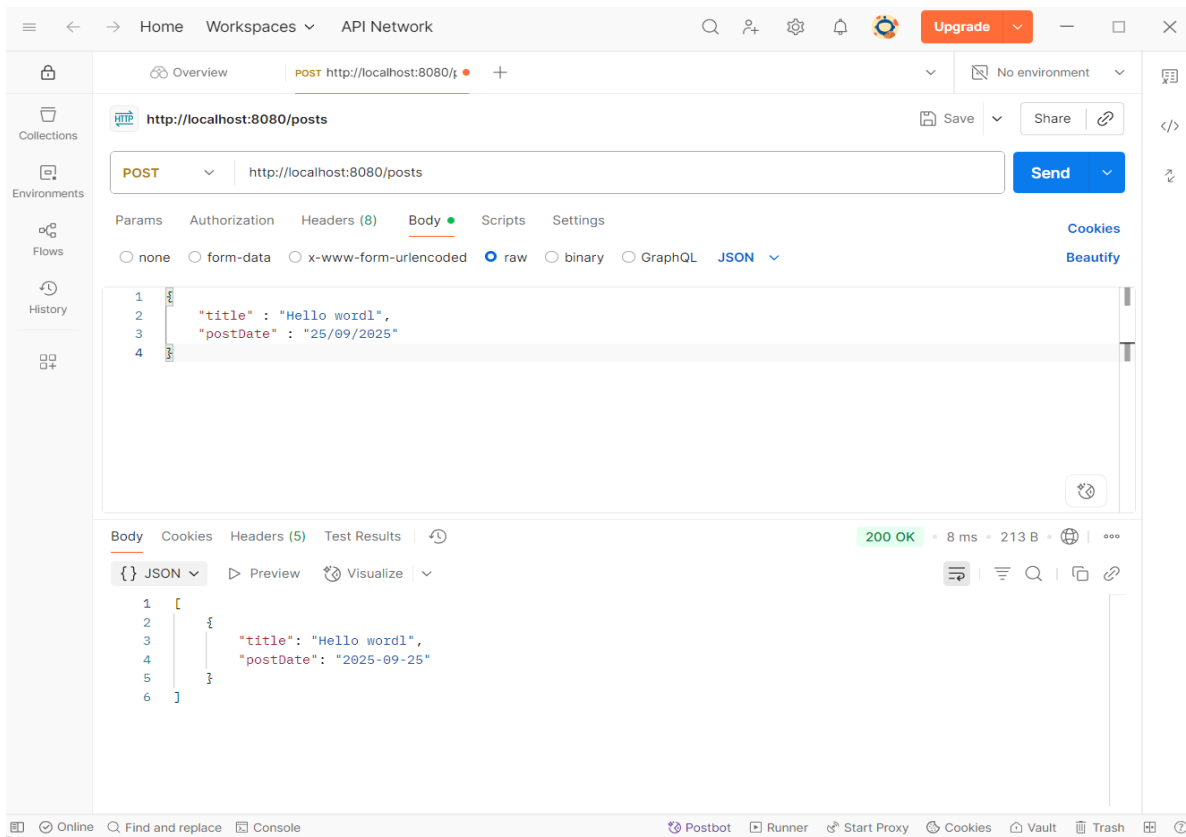 Home Workspaces API Network Upgrade
Overview POST http://localhost:8080/p No environment
HTTP http://localhost:8080/posts Save Share
Collections
POST http://localhost:8080/posts Send
Environments
Params Authorization Headers (8) Body Scripts Settings Cookies
Flows
none form-data x-www-form-urlencoded raw binary GraphQL JSON Beautify
History
1 {
2 "title" : "Hello wordl",
3 "postDate" : "25/09/2025"
4 }
Body Cookies Headers (5) Test Results 200 OK • 8 ms • 213 B •
{} JSON Preview Visualize
1 [
2 {
3 "title": "Hello wordl",
4 "postDate": "2025-09-25"
5 }
6 ]
Online Find and replace Console Postbot Runner Start Proxy Cookies Vault Trash